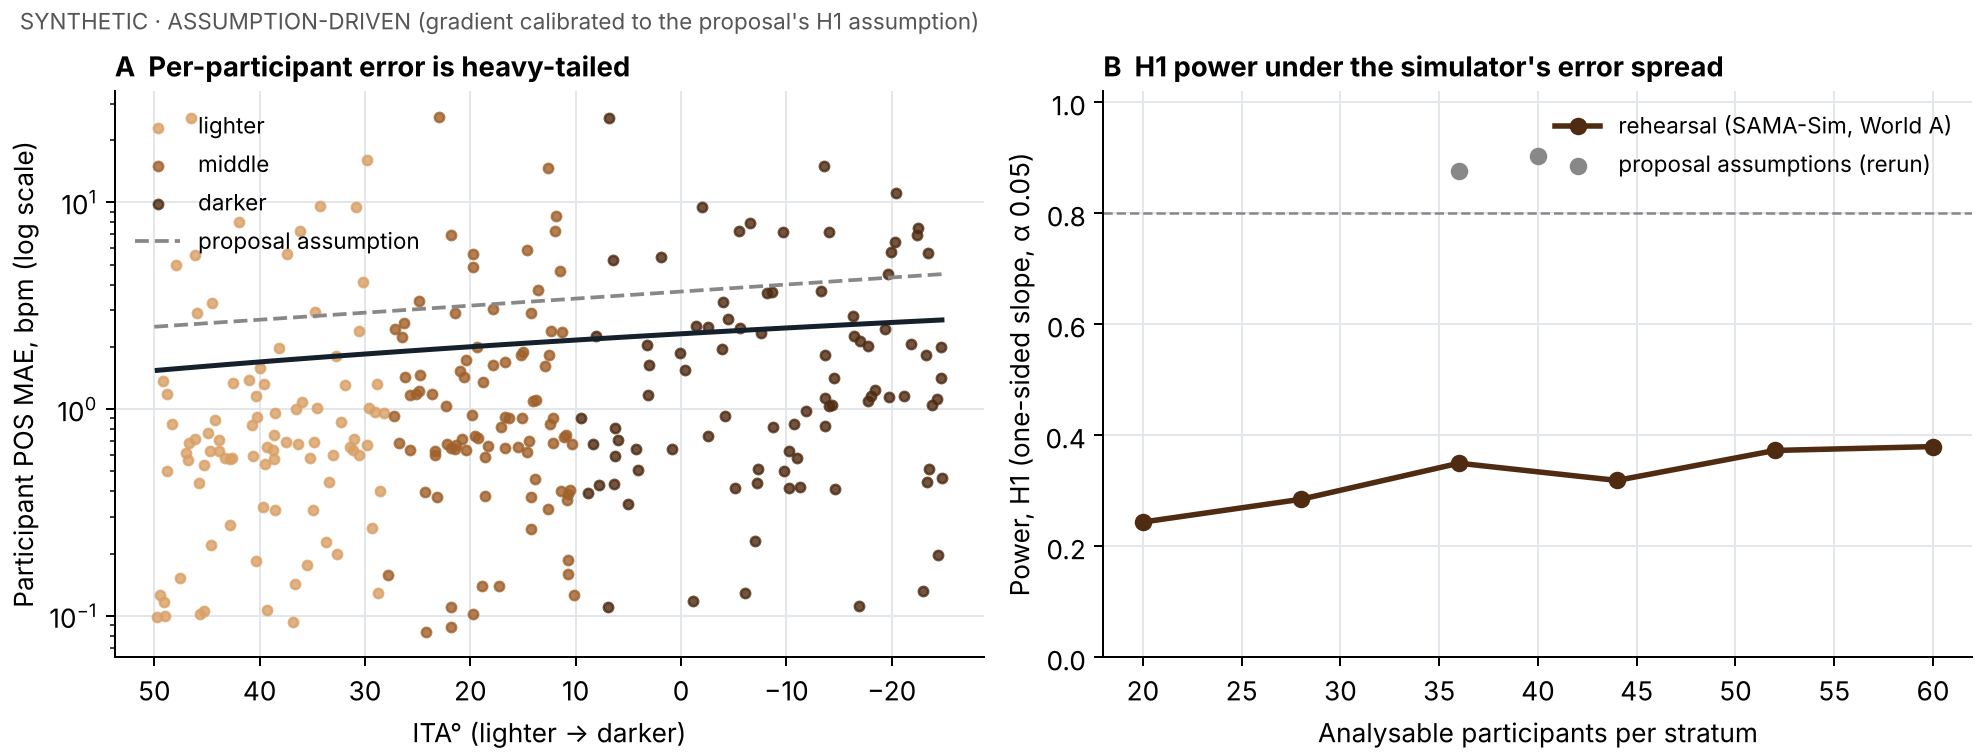 SYNTHETIC · ASSUMPTION-DRIVEN (gradient calibrated to the proposal's H1 assumption)
A Per-participant error is heavy-tailed
Participant POS MAE, bpm (log scale)
10¹
10⁰
10⁻¹
lighter
middle
darker
proposal assumption
50 40 30 20 10 0 −10 −20
ITA° (lighter → darker)
B H1 power under the simulator's error spread
Power, H1 (one-sided slope, α 0.05)
1.0
0.8
0.6
0.4
0.2
0.0
rehearsal (SAMA-Sim, World A)
proposal assumptions (rerun)
20 25 30 35 40 45 50 55 60
Analysable participants per stratum